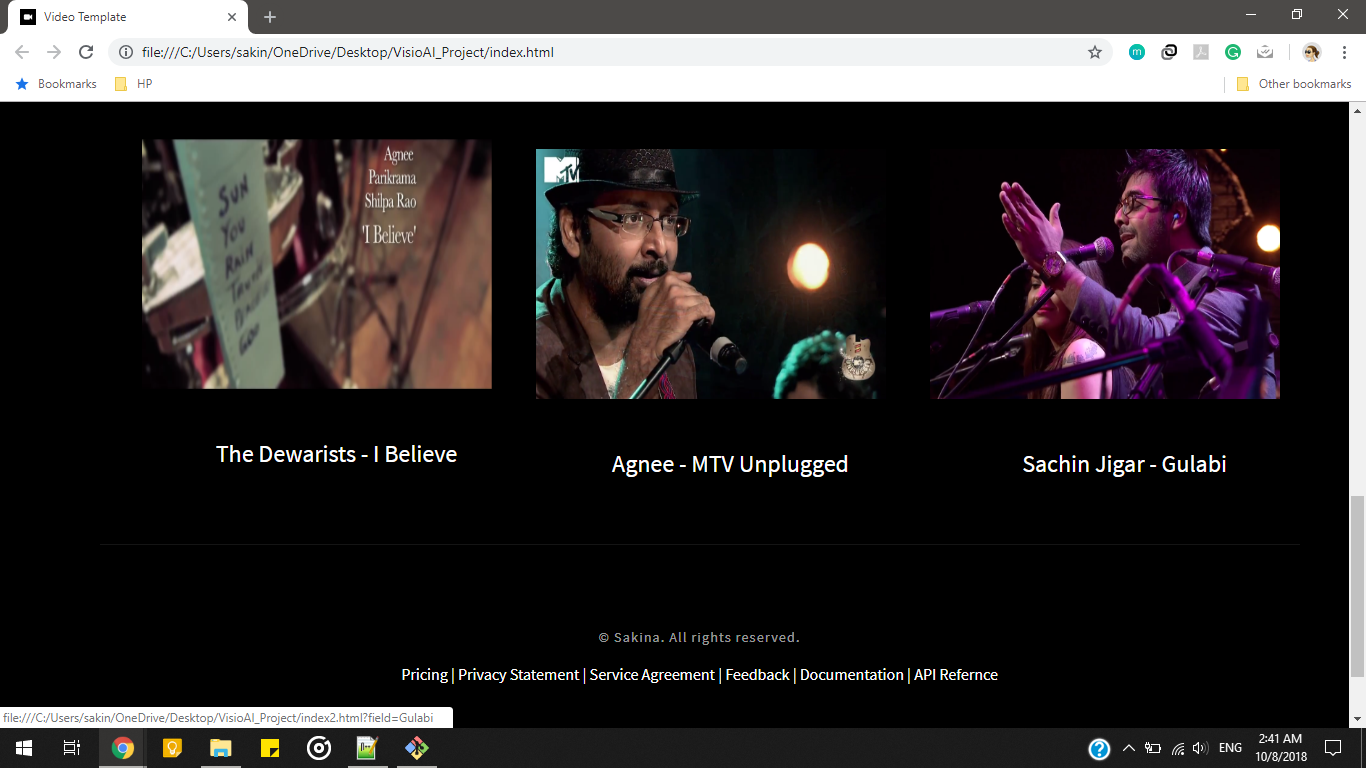 Video Template
file:///C:/Users/sakin/OneDrive/Desktop/VisioAI_Project/index.html
Bookmarks
HP
Other bookmarks
Agnee
Parikrama
Shilpa Rao
'I Believe'
SUN
YOU
RAIN
GOD
MTV
The Dewarists - I Believe
Agnee - MTV Unplugged
Sachin Jigar - Gulabi
© Sakina. All rights reserved.
Pricing | Privacy Statement | Service Agreement | Feedback | Documentation | API Refernce
file:///C:/Users/sakin/OneDrive/Desktop/VisioAI_Project/index2.html?field=Gulabi
ENG
2:41 AM
10/8/2018